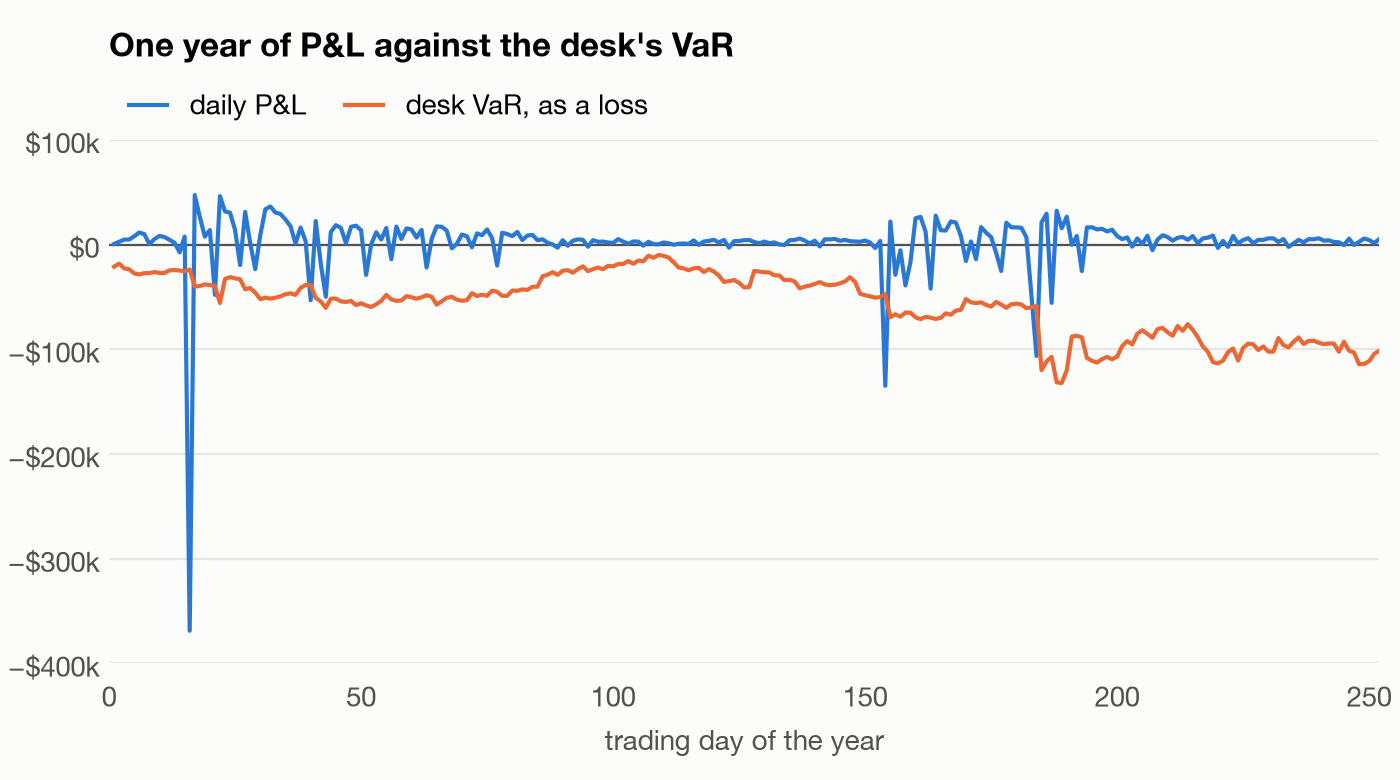 One year of P&L against the desk's VaR
daily P&L desk VaR, as a loss
$100k
$0
−$100k
−$200k
−$300k
−$400k
0 50 100 150 200 250
trading day of the year